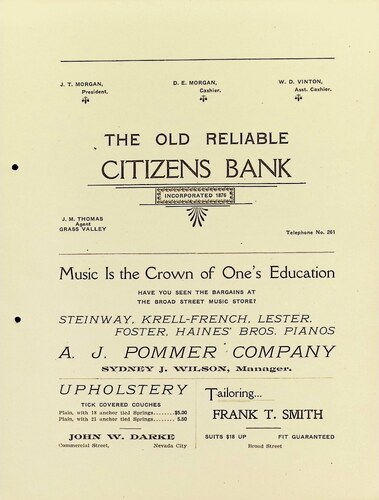 J. T. MORGAN,
President.
D. E. MORGAN,
Cashier.
W. D. VINTON,
Asst. Cashier.
THE OLD RELIABLE
CITIZENS BANK
INCORPORATED 1876
J. M. THOMAS
Agent
GRASS VALLEY
Telephone No. 261
Music Is the Crown of One's Education
HAVE YOU SEEN THE BARGAINS AT
THE BROAD STREET MUSIC STORE?
STEINWAY, KRELL-FRENCH, LESTER,
FOSTER, HAINES' BROS. PIANOS
A. J. POMMER COMPANY
SYDNEY J. WILSON, Manager.
UPHOLSTERY
TICK COVERED COUCHES
Plain, with 18 anchor tied Springs........$5.00
Plain, with 21 anchor tied Springs........ 5.50
JOHN W. DARKE
Commercial Street, Nevada City
Tailoring...
FRANK T. SMITH
SUITS $16 UP FIT GUARANTEED
Broad Street